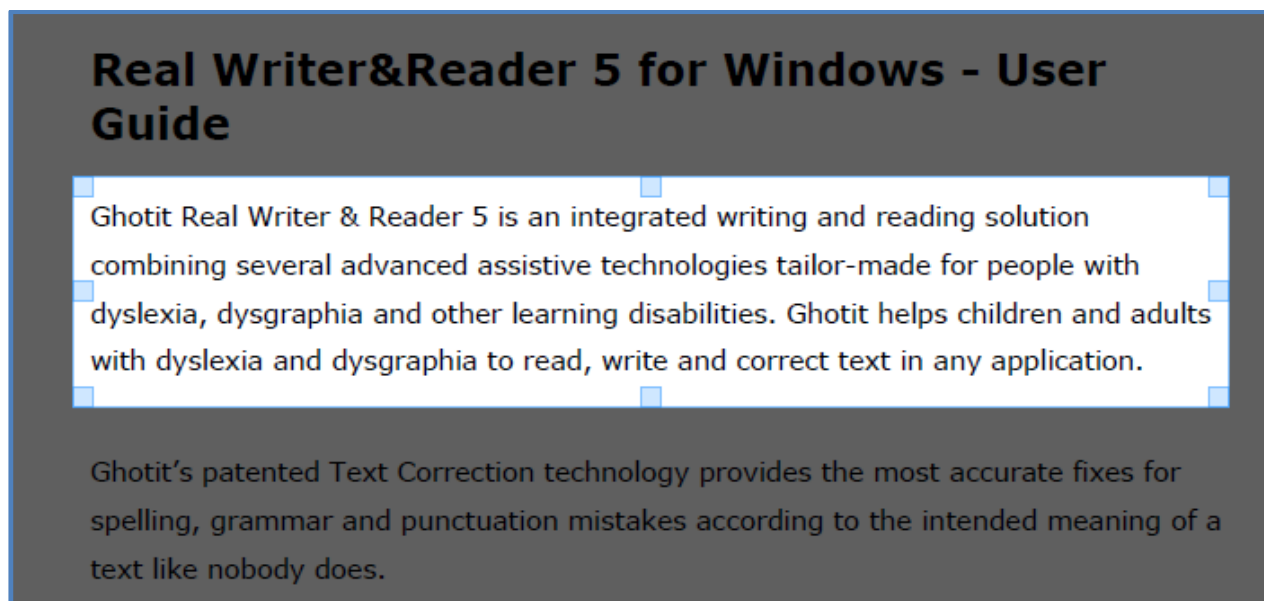 Real Writer&Reader 5 for Windows - User
Guide
Ghotit Real Writer & Reader 5 is an integrated writing and reading solution
combining several advanced assistive technologies tailor-made for people with
dyslexia, dysgraphia and other learning disabilities. Ghotit helps children and adults
with dyslexia and dysgraphia to read, write and correct text in any application.
Ghotit’s patented Text Correction technology provides the most accurate fixes for
spelling, grammar and punctuation mistakes according to the intended meaning of a
text like nobody does.